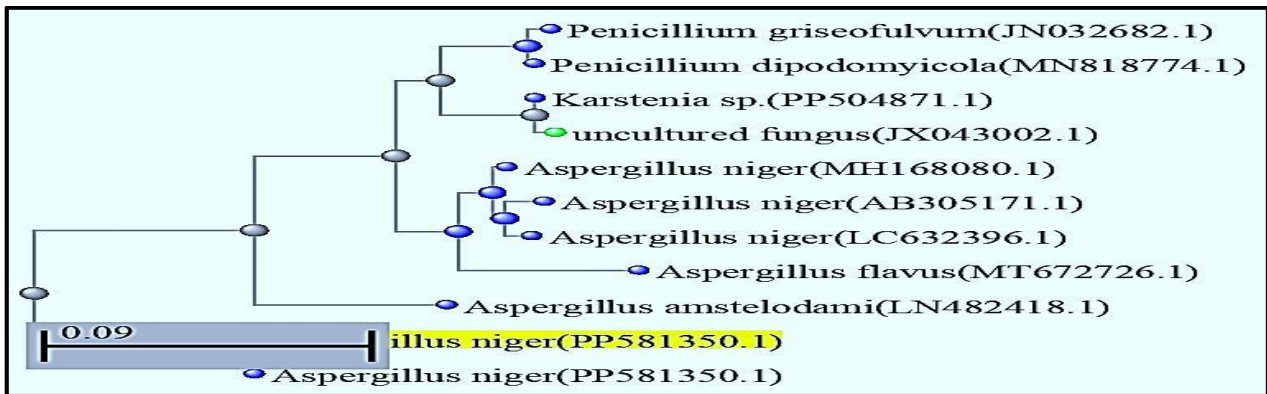 Penicillium griseofulvum(JN032682.1)
Penicillium dipodomyicola(MN818774.1)
Karstenia sp.(PP504871.1)
uncultured fungus(JX043002.1)
Aspergillus niger(MH168080.1)
Aspergillus niger(AB305171.1)
Aspergillus niger(LC632396.1)
Aspergillus flavus(MT672726.1)
Aspergillus amstelodami(LN482418.1)
0.09
illus niger(PP581350.1)
Aspergillus niger(PP581350.1)